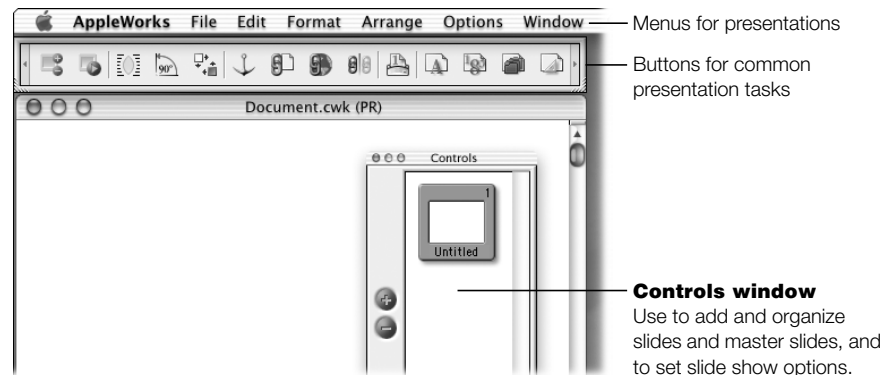 AppleWorks File Edit Format Arrange Options Window
Menus for presentations
90°
A
Buttons for common
presentation tasks
Document.cwk (PR)
Controls
1
Untitled
Controls window
Use to add and organize
slides and master slides, and
to set slide show options.